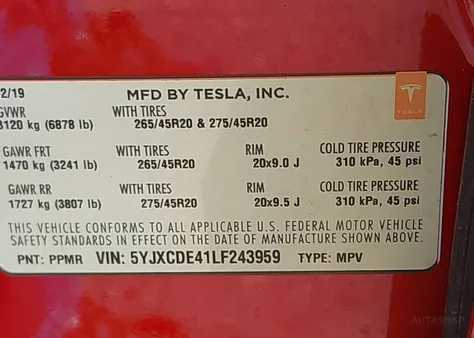 2/19 MFD BY TESLA, INC.
TESLA
GVWR WITH TIRES
3120 kg (6878 lb) 265/45R20 & 275/45R20
GAWR FRT WITH TIRES RIM COLD TIRE PRESSURE
1470 kg (3241 lb) 265/45R20 20x9.0 J 310 kPa, 45 psi
GAWR RR WITH TIRES RIM COLD TIRE PRESSURE
1727 kg (3807 lb) 275/45R20 20x9.5 J 310 kPa, 45 psi
THIS VEHICLE CONFORMS TO ALL APPLICABLE U.S. FEDERAL MOTOR VEHICLE
SAFETY STANDARDS IN EFFECT ON THE DATE OF MANUFACTURE SHOWN ABOVE.
PNT: PPMR VIN: 5YJXCDE41LF243959 TYPE: MPV